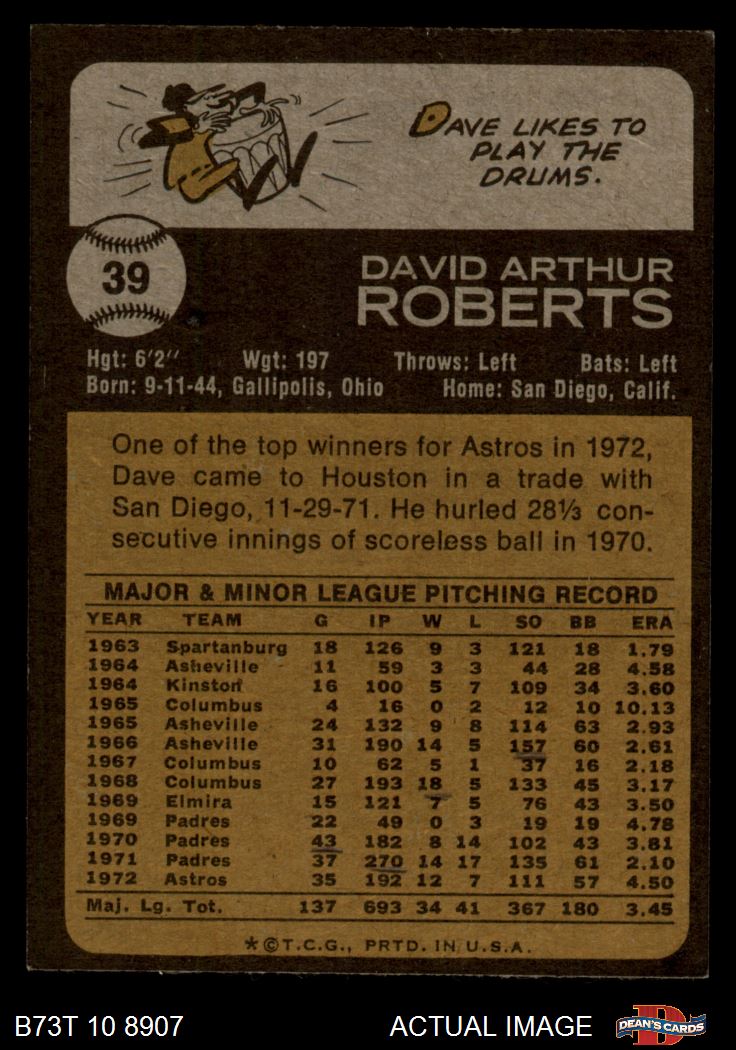 DAVE LIKES TO
PLAY THE
DRUMS.
39
DAVID ARTHUR
ROBERTS
Hgt: 6'2" Wgt: 197 Throws: Left Bats: Left
Born: 9-11-44, Gallipolis, Ohio Home: San Diego, Calif.
One of the top winners for Astros in 1972,
Dave came to Houston in a trade with
San Diego, 11-29-71. He hurled 28⅓ con-
secutive innings of scoreless ball in 1970.
MAJOR & MINOR LEAGUE PITCHING RECORD
YEAR TEAM G IP W L SO BB ERA
1963 Spartanburg 18 126 9 3 121 18 1.79
1964 Asheville 11 59 3 3 44 28 4.58
1964 Kinston 16 100 5 7 109 34 3.60
1965 Columbus 4 16 0 2 12 10 10.13
1965 Asheville 24 132 9 8 114 63 2.93
1966 Asheville 31 190 14 5 157 60 2.61
1967 Columbus 10 62 5 1 37 16 2.18
1968 Columbus 27 193 18 5 133 45 3.17
1969 Elmira 15 121 7 5 76 43 3.50
1969 Padres 22 49 0 3 19 19 4.78
1970 Padres 43 182 8 14 102 43 3.81
1971 Padres 37 270 14 17 135 61 2.10
1972 Astros 35 192 12 7 111 57 4.50
Maj. Lg. Tot. 137 693 34 41 367 180 3.45
*©T.C.G., PRTD. IN U.S.A.
B73T 10 8907 ACTUAL IMAGE DEAN'S CARDS